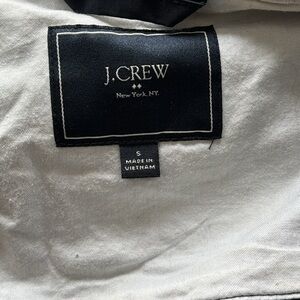 J.CREW
New York, NY.
S
MADE IN
VIETNAM